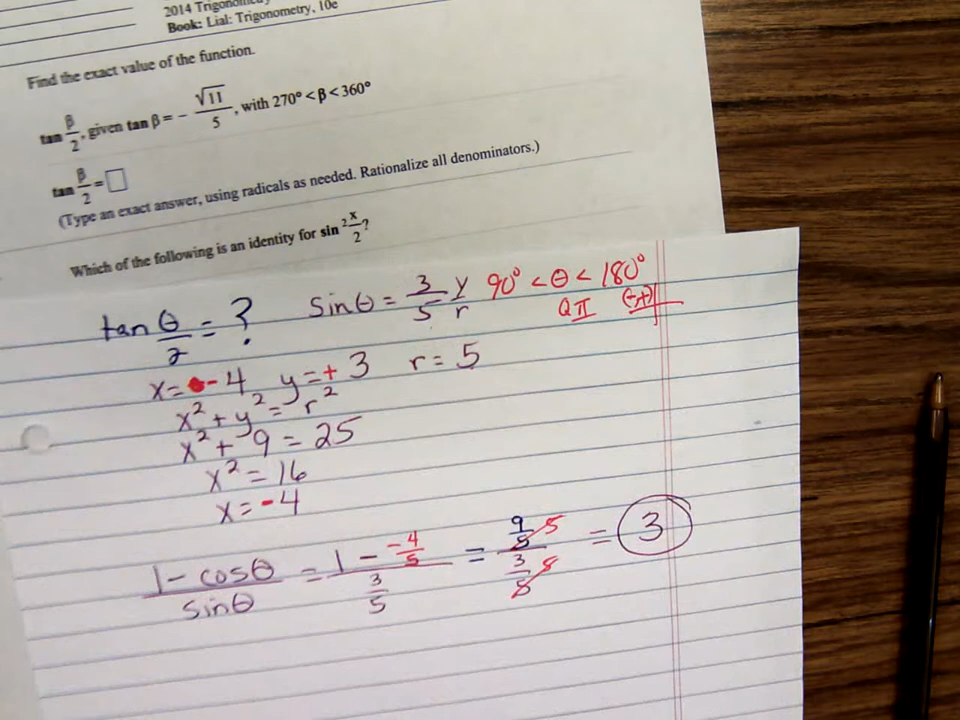 2014 Trigonometry
Book: Lial: Trigonometry, 10e
Find the exact value of the function.
tan β/2, given tan β = − √11/5, with 270° < β < 360°
tan β/2 = □
(Type an exact answer, using radicals as needed. Rationalize all denominators.)
Which of the following is an identity for sin² x/2?
tan θ/2 = ? sin θ = 3/5 y/r 90° < θ < 180°
QII (-,+)
x = -4 y = +3 r = 5
x² + y² = r²
x² + 9 = 25
x² = 16
x = -4
1 - cosθ / sinθ = 1 - -4/5 / 3/5 = 9/5 5 / 3/5 5 = 3